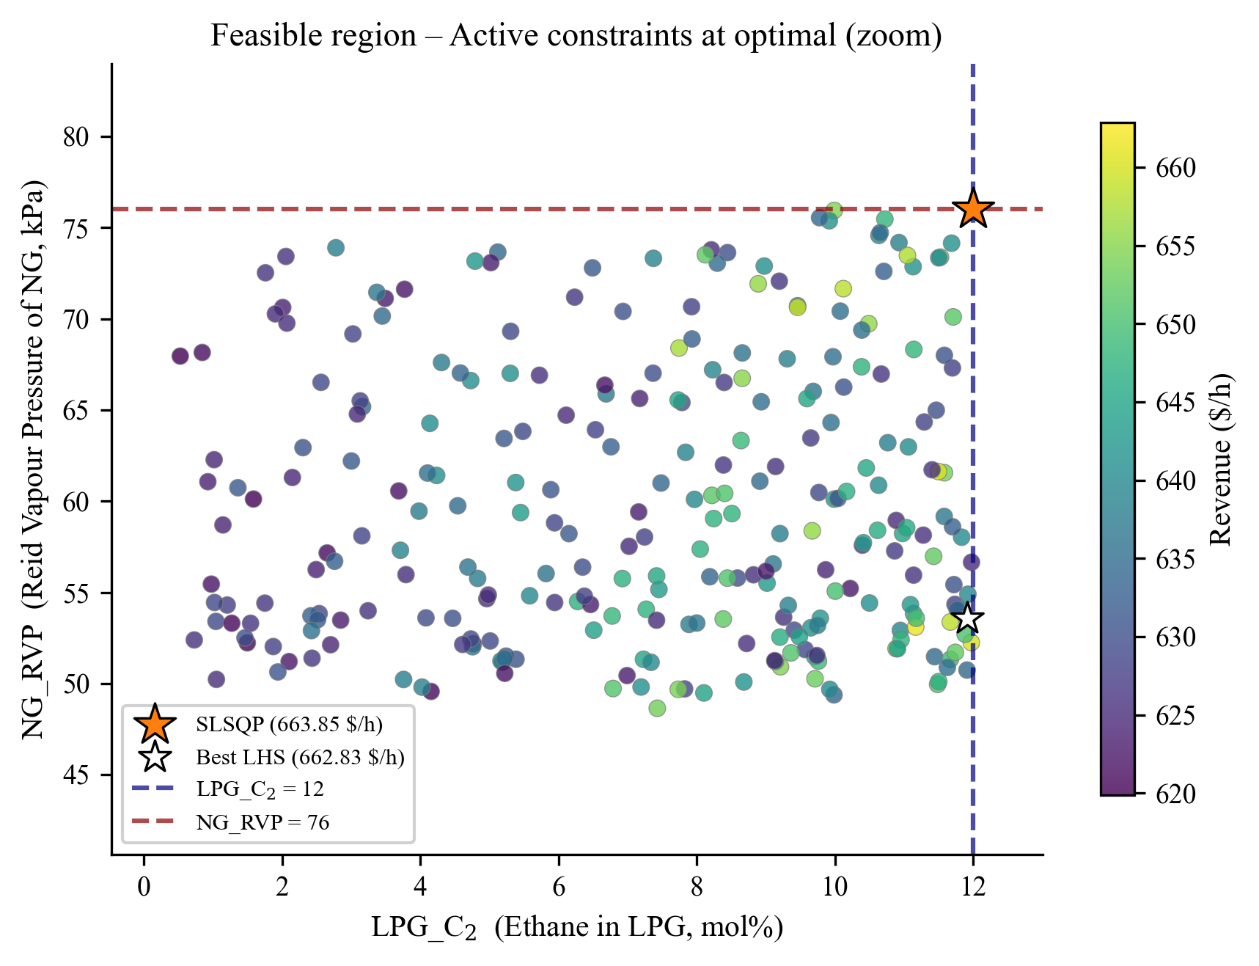 Feasible region – Active constraints at optimal (zoom)
NG_RVP (Reid Vapour Pressure of NG, kPa)
80
75
70
65
60
55
50
45
SLSQP (663.85 $/h)
Best LHS (662.83 $/h)
LPG_C₂ = 12
NG_RVP = 76
0 2 4 6 8 10 12
LPG_C₂ (Ethane in LPG, mol%)
660
655
650
645
640
635
630
625
620
Revenue ($/h)